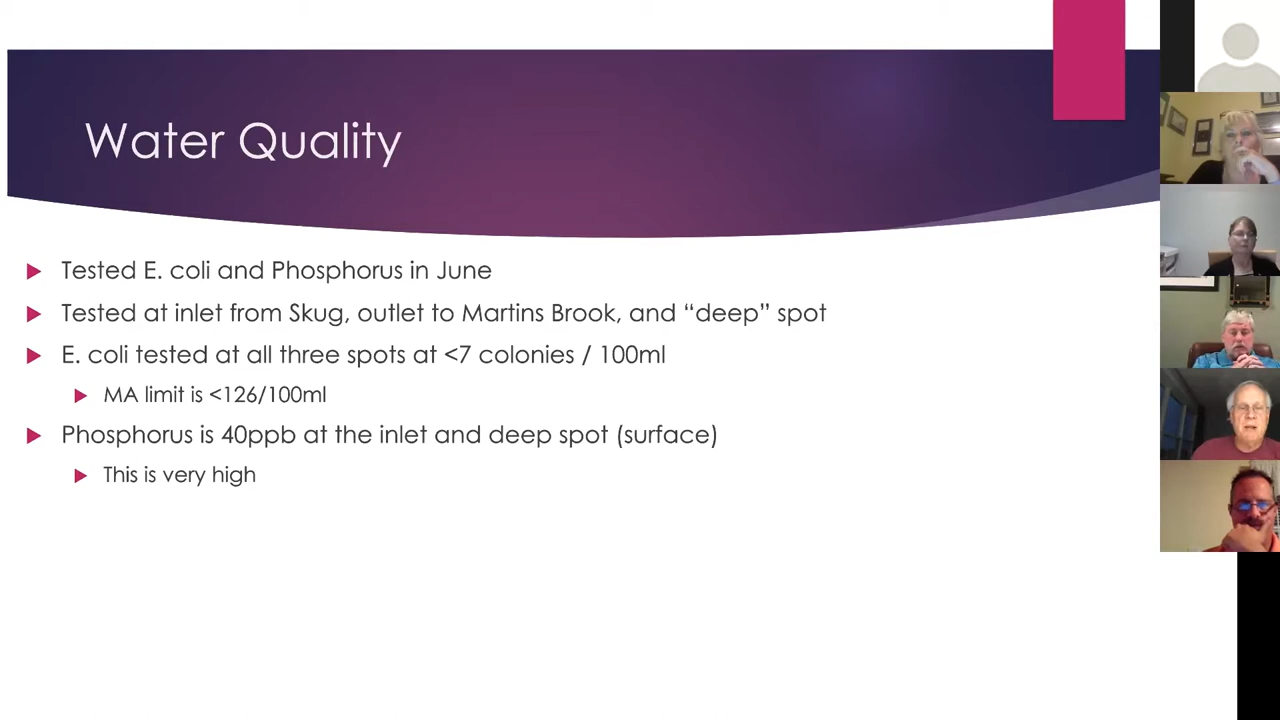 Water Quality
Tested E. coli and Phosphorus in June
Tested at inlet from Skug, outlet to Martins Brook, and “deep” spot
E. coli tested at all three spots at <7 colonies / 100ml
MA limit is <126/100ml
Phosphorus is 40ppb at the inlet and deep spot (surface)
This is very high